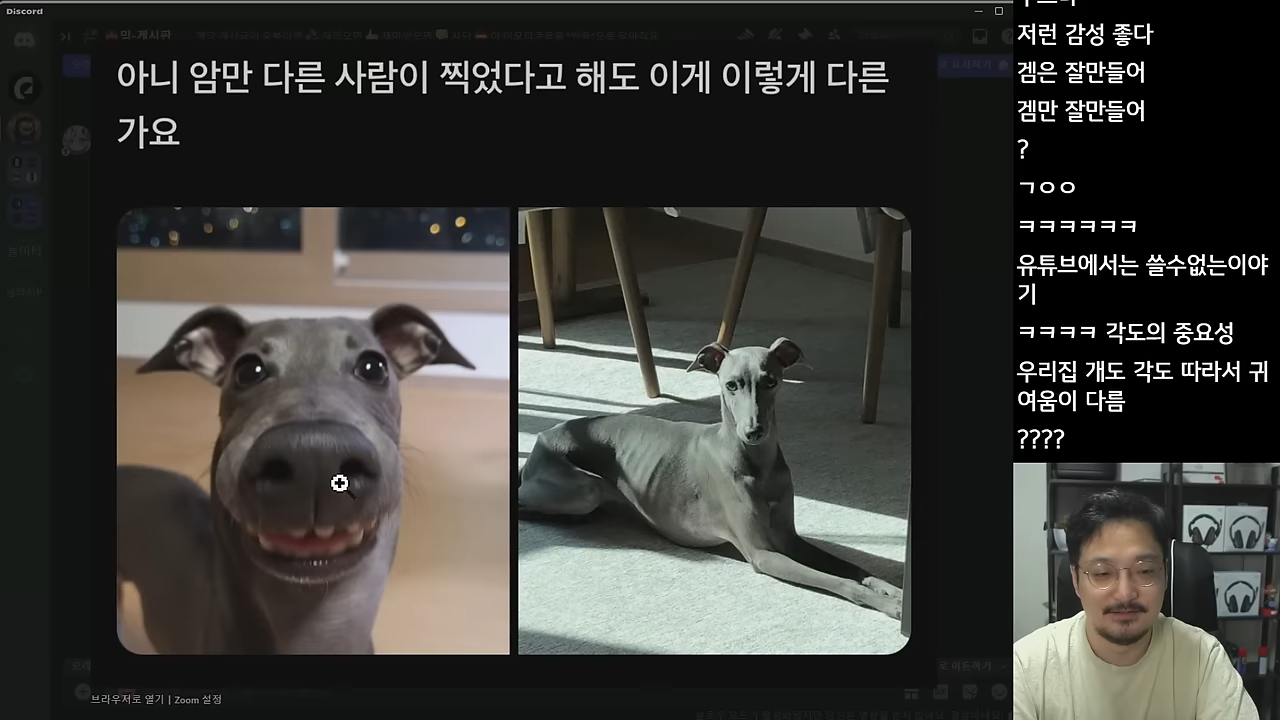 Discord
믹-게시판
아니 암만 다른 사람이 찍었다고 해도 이게 이렇게 다른
가요
브라우저로 열기 | Zoom 설정
저런 감성 좋다
겜은 잘만들어
겜만 잘만들어
?
ㄱㅇㅇ
ㅋㅋㅋㅋㅋㅋ
유튜브에서는 쓸수없는이야
기
ㅋㅋㅋㅋ 각도의 중요성
우리집 개도 각도 따라서 귀
여움이 다름
????